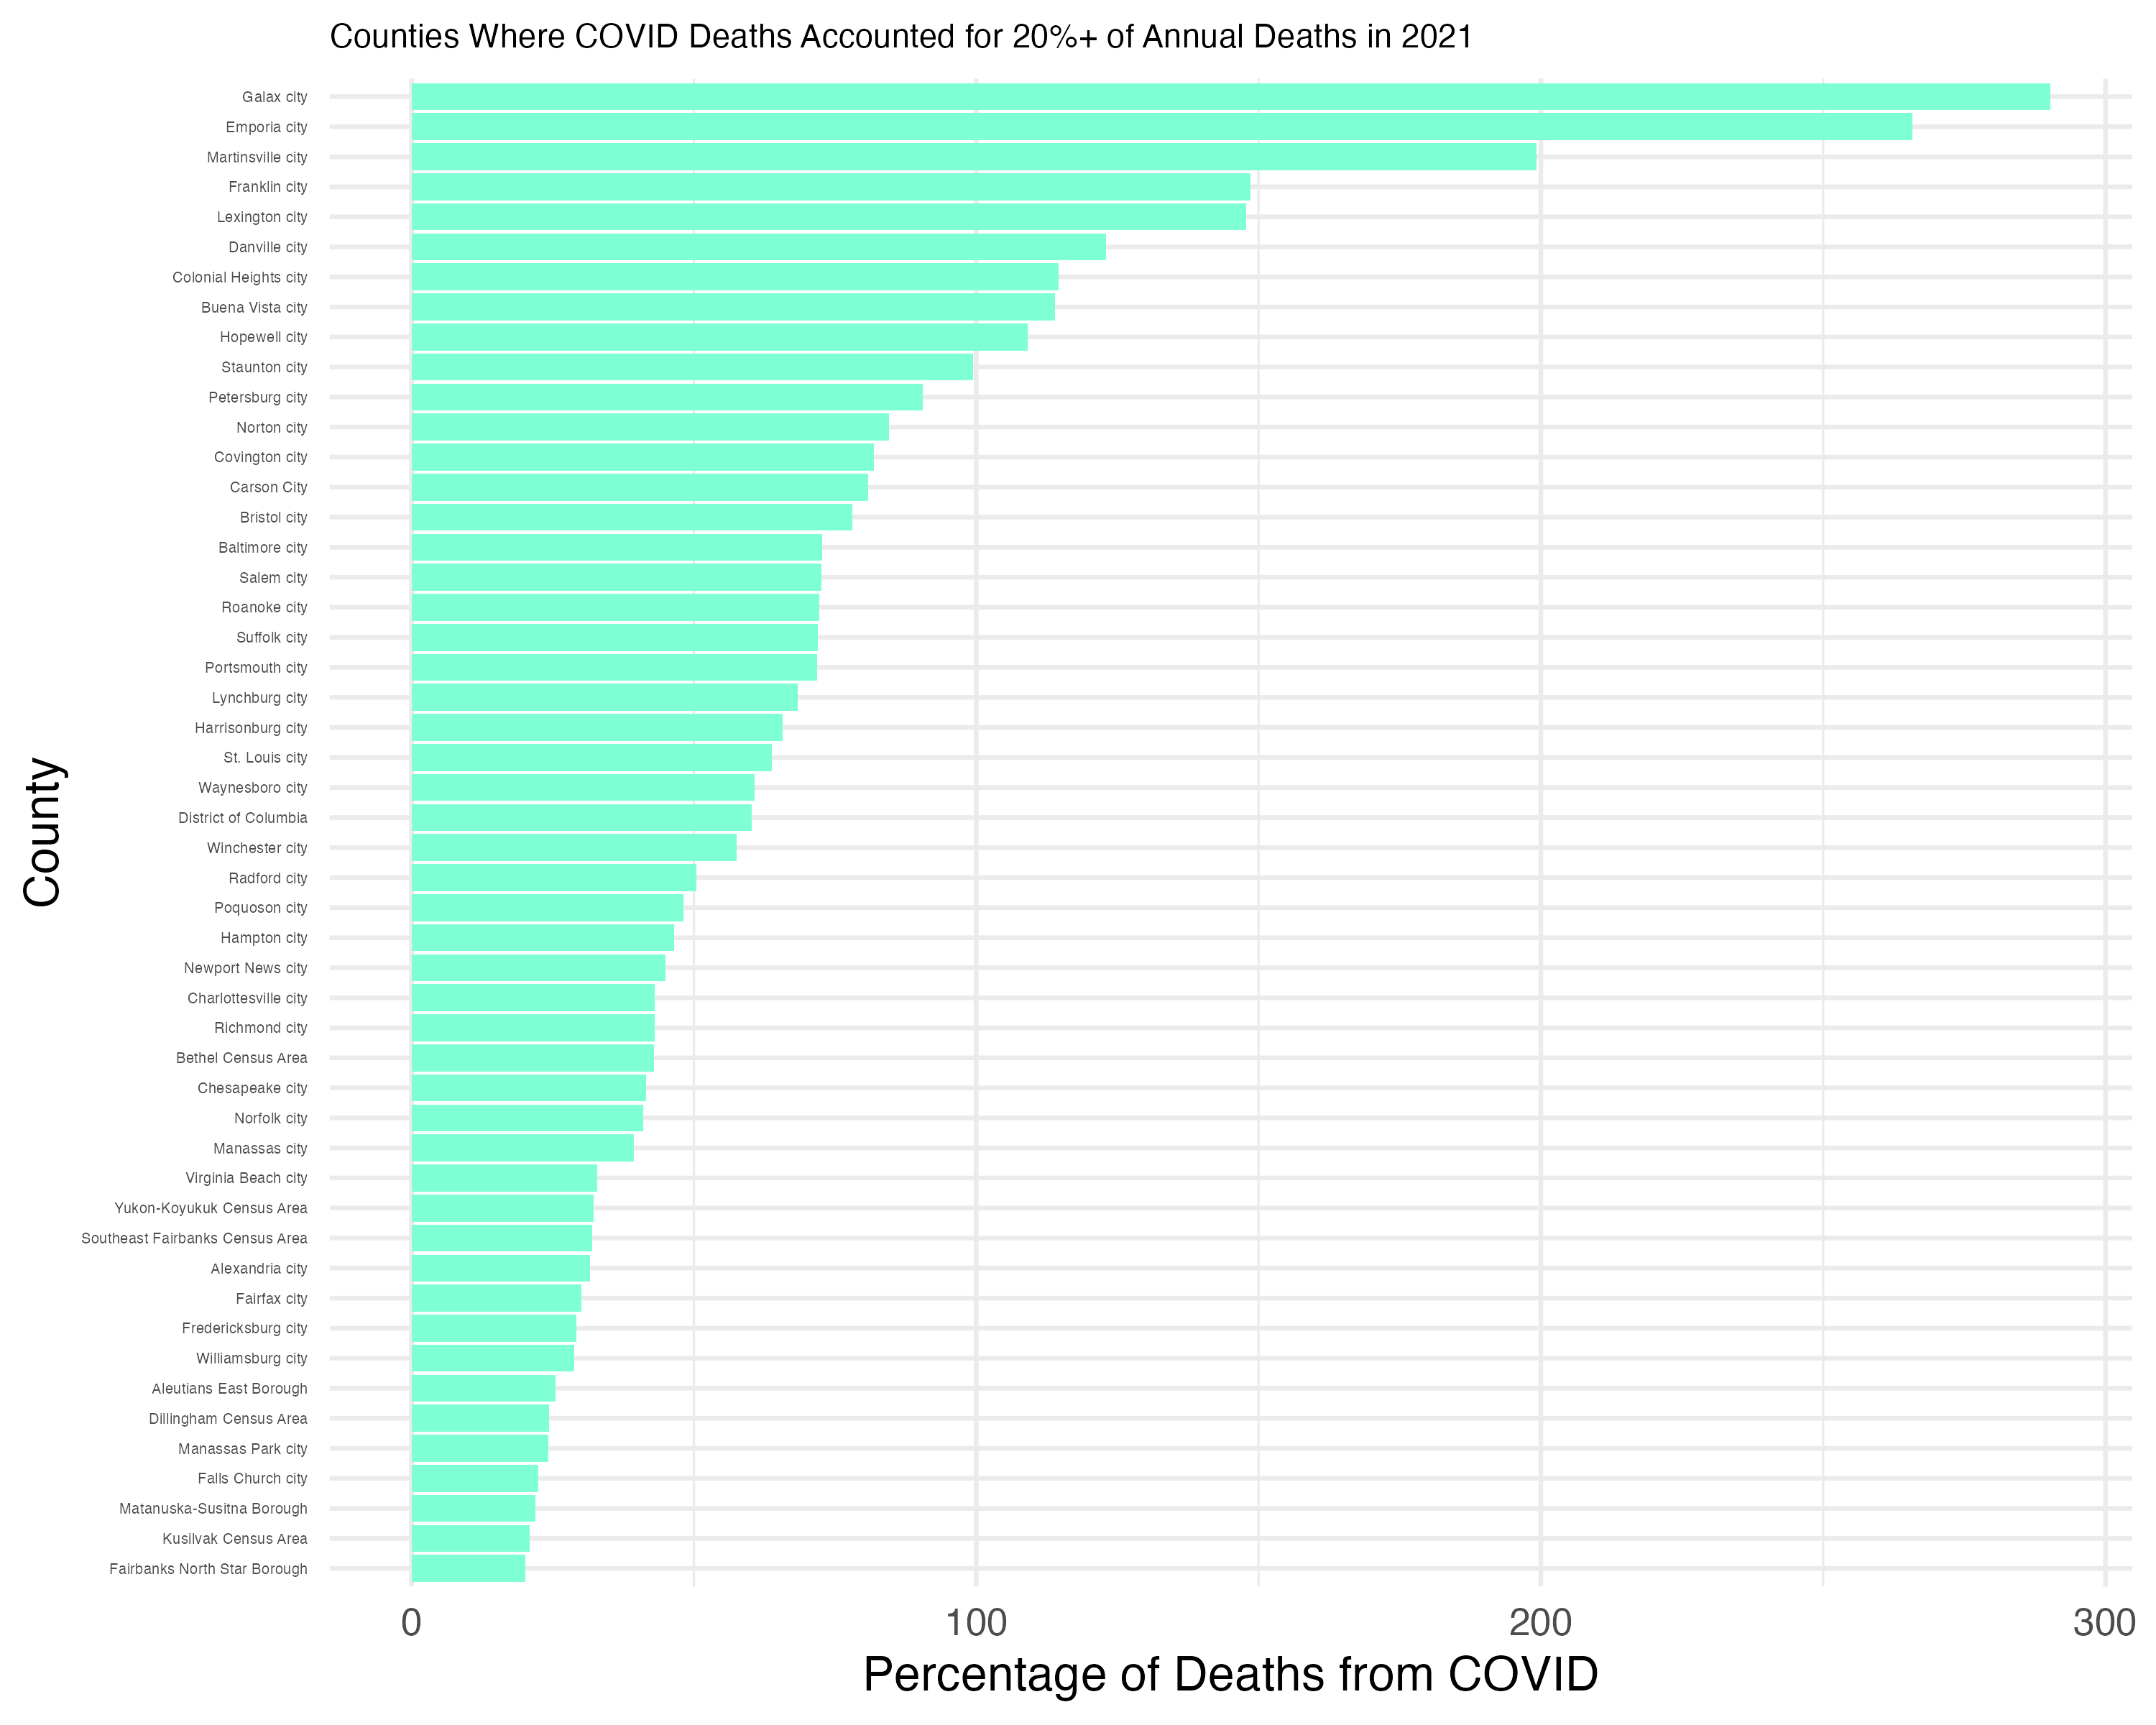 Counties Where COVID Deaths Accounted for 20%+ of Annual Deaths in 2021
Galax city
Emporia city
Martinsville city
Franklin city
Lexington city
Danville city
Colonial Heights city
Buena Vista city
Hopewell city
Staunton city
Petersburg city
Norton city
Covington city
Carson City
Bristol city
Baltimore city
Salem city
Roanoke city
Suffolk city
Portsmouth city
Lynchburg city
Harrisonburg city
St. Louis city
Waynesboro city
District of Columbia
Winchester city
Radford city
Poquoson city
Hampton city
Newport News city
Charlottesville city
Richmond city
Bethel Census Area
Chesapeake city
Norfolk city
Manassas city
Virginia Beach city
Yukon-Koyukuk Census Area
Southeast Fairbanks Census Area
Alexandria city
Fairfax city
Fredericksburg city
Williamsburg city
Aleutians East Borough
Dillingham Census Area
Manassas Park city
Falls Church city
Matanuska-Susitna Borough
Kusilvak Census Area
Fairbanks North Star Borough
County
0 100 200 300
Percentage of Deaths from COVID